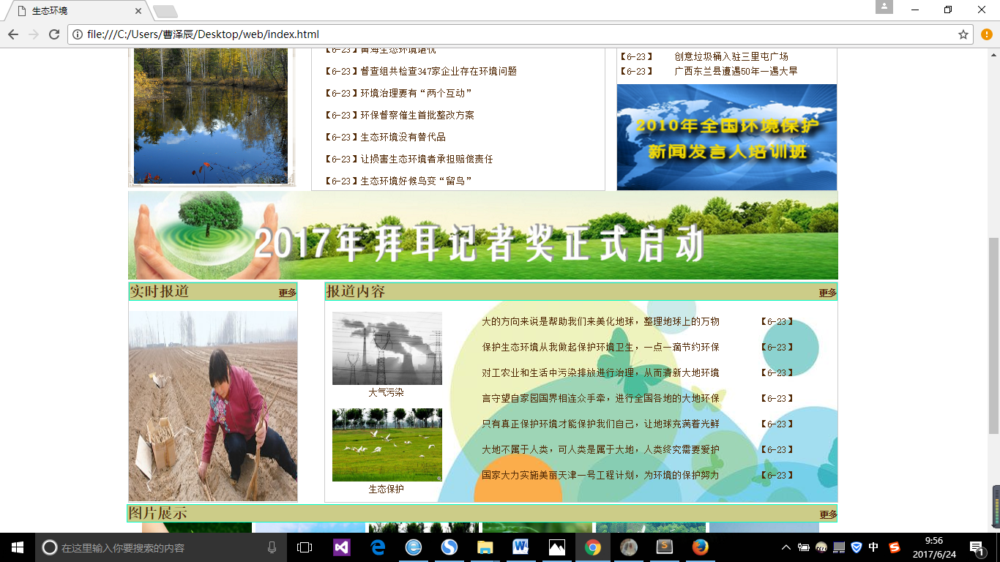 生态环境
file:///C:/Users/曹泽辰/Desktop/web/index.html
【6-23】黄海生态环境堪忧
【6-23】督查组共检查347家企业存在环境问题
【6-23】环境治理要有“两个互动”
【6-23】环保督察催生首批整改方案
【6-23】生态环境没有替代品
【6-23】让损害生态环境者承担赔偿责任
【6-23】生态环境好候鸟变“留鸟”
【6-23】 创意垃圾桶入驻三里屯广场
【6-23】 广西东兰县遭遇50年一遇大旱
2010年全国环境保护
新闻发言人培训班
2017年拜耳记者奖正式启动
实时报道 更多
报道内容 更多
大气污染
生态保护
大的方向来说是帮助我们来美化地球，整理地球上的万物 【6-23】
保护生态环境从我做起保护环境卫生，一点一滴节约环保 【6-23】
对工农业和生活中污染排放进行治理，从而清新大地环境 【6-23】
言守望自家园国界相连众手牵，进行全国各地的大地环保 【6-23】
只有真正保护环境才能保护我们自己，让地球充满着光鲜 【6-23】
大地不属于人类，可人类是属于大地，人类终究需要爱护 【6-23】
国家大力实施美丽天津一号工程计划，为环境的保护努力 【6-23】
图片展示 更多
在这里输入你要搜索的内容
中
9:56
2017/6/24
1